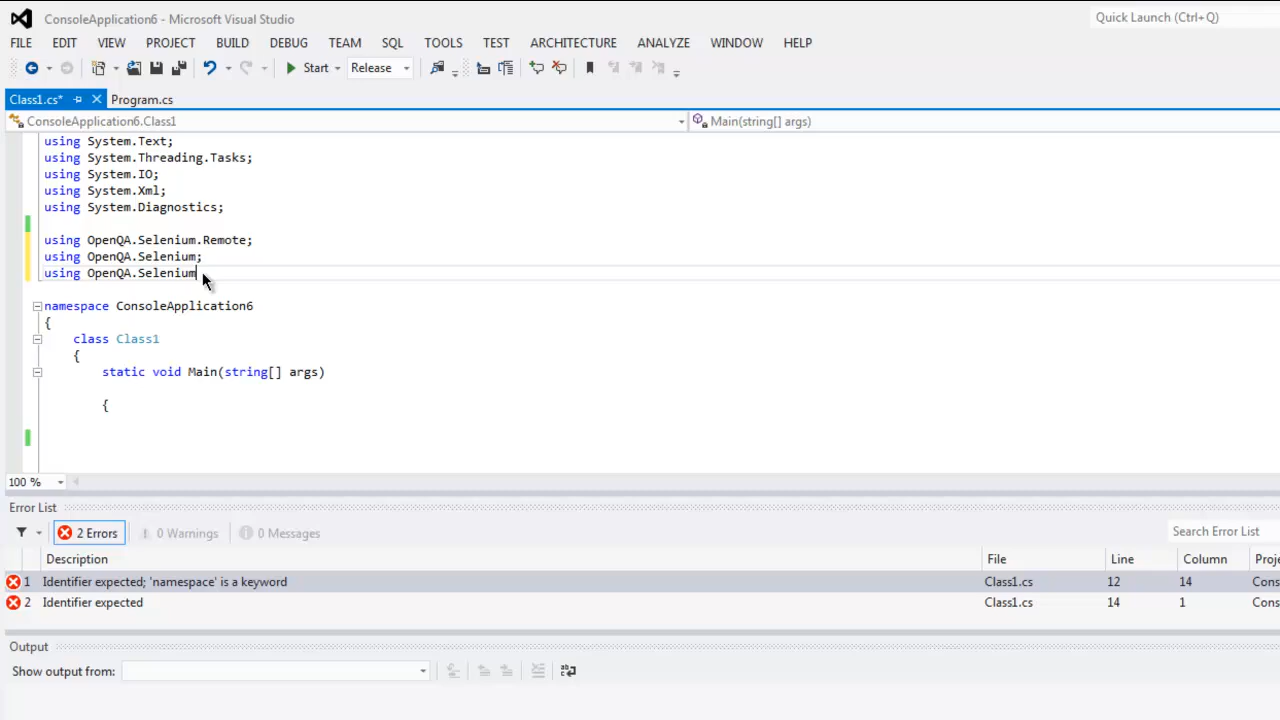 ConsoleApplication6 - Microsoft Visual Studio
Quick Launch (Ctrl+Q)
FILE EDIT VIEW PROJECT BUILD DEBUG TEAM SQL TOOLS TEST ARCHITECTURE ANALYZE WINDOW HELP
Start Release
Class1.cs* Program.cs
ConsoleApplication6.Class1 Main(string[] args)
using System.Text;
using System.Threading.Tasks;
using System.IO;
using System.Xml;
using System.Diagnostics;
using OpenQA.Selenium.Remote;
using OpenQA.Selenium;
using OpenQA.Selenium
namespace ConsoleApplication6
{
class Class1
{
static void Main(string[] args)
{
100 %
Error List
2 Errors 0 Warnings 0 Messages Search Error List
Description File Line Column Proje
1 Identifier expected; 'namespace' is a keyword Class1.cs 12 14 Cons
2 Identifier expected Class1.cs 14 1 Cons
Output
Show output from: